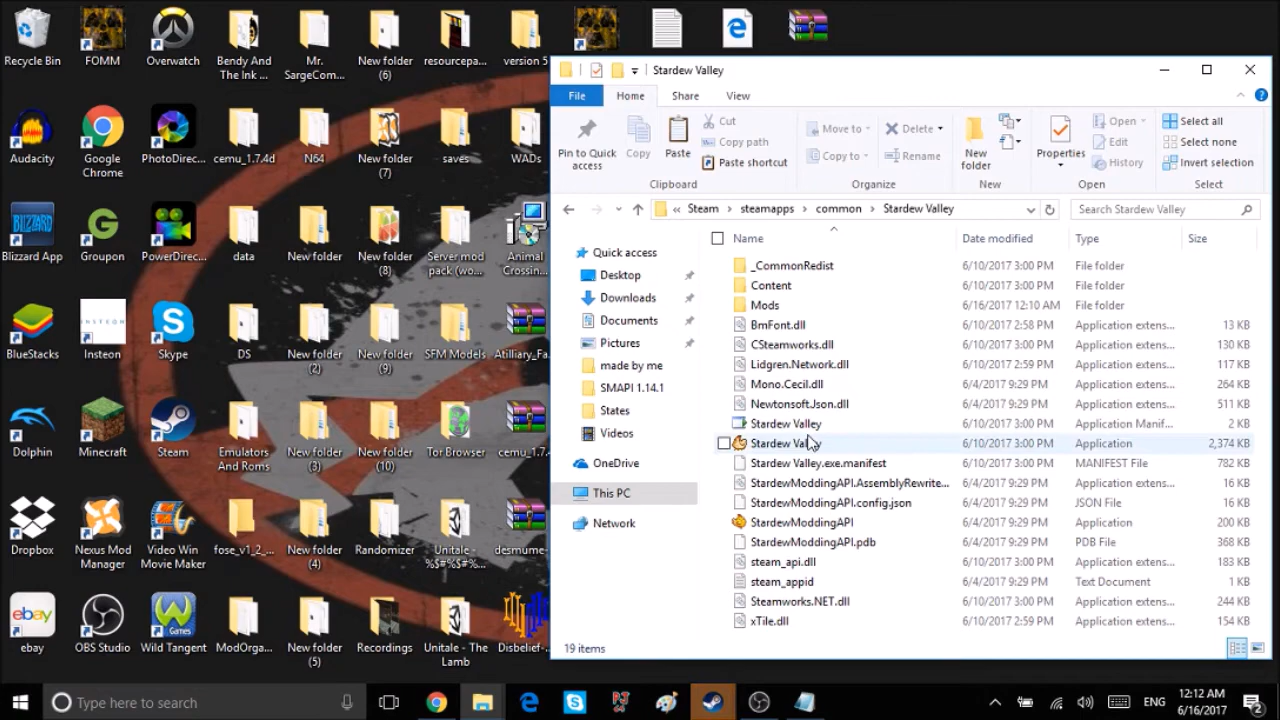 Recycle Bin
FOMM
Overwatch
Bendy And
The Ink ...
Mr.
SargeCom...
New folder
(6)
resourcepa...
version 5
Audacity
Google
Chrome
PhotoDirec...
cemu_1.7.4d
N64
New folder
(7)
saves
WADs
Blizzard App
Groupon
PowerDirec...
data
New folder
New folder
(8)
Server mod
pack (wo...
Animal
Crossin...
BlueStacks
Insteon
Skype
DS
New folder
(2)
New folder
(9)
SFM Models
Atilliary_Fa...
Dolphin
Minecraft
Steam
Emulators
And Roms
New folder
(3)
New folder
(10)
Tor Browser
cemu_1.7.4...
Dropbox
Nexus Mod
Manager
Video Win
Movie Maker
fose_v1_2_...
New folder
(4)
Randomizer
Unitale -
%$#%$#%...
desmume-...
ebay
OBS Studio
Wild Tangent
ModOrga...
New folder
(5)
Recordings
Unitale - The
Lamb
Disbelief-...
Stardew Valley
File
Home
Share
View
Pin to Quick
access
Copy
Paste
Cut
Copy path
Paste shortcut
Clipboard
Move to
Copy to
Delete
Rename
Organize
New
folder
New
Properties
Open
Edit
History
Open
Select all
Select none
Invert selection
Select
« Steam > steamapps > common > Stardew Valley
Search Stardew Valley
Quick access
Desktop
Downloads
Documents
Pictures
made by me
SMAPI 1.14.1
States
Videos
OneDrive
This PC
Network
Name Date modified Type Size
_CommonRedist 6/10/2017 3:00 PM File folder
Content 6/10/2017 3:00 PM File folder
Mods 6/16/2017 12:10 AM File folder
BmFont.dll 6/10/2017 2:58 PM Application extens... 13 KB
CSteamworks.dll 6/10/2017 3:00 PM Application extens... 130 KB
Lidgren.Network.dll 6/10/2017 2:59 PM Application extens... 117 KB
Mono.Cecil.dll 6/4/2017 9:29 PM Application extens... 264 KB
Newtonsoft.Json.dll 6/4/2017 9:29 PM Application extens... 511 KB
Stardew Valley 6/10/2017 3:00 PM Application Manif... 2 KB
Stardew Valley 6/10/2017 3:00 PM Application 2,374 KB
Stardew Valley.exe.manifest 6/10/2017 3:00 PM MANIFEST File 782 KB
StardewModdingAPI.AssemblyRewrite... 6/4/2017 9:29 PM Application extens... 16 KB
StardewModdingAPI.config.json 6/4/2017 9:29 PM JSON File 16 KB
StardewModdingAPI 6/4/2017 9:29 PM Application 200 KB
StardewModdingAPI.pdb 6/4/2017 9:29 PM PDB File 368 KB
steam_api.dll 6/10/2017 3:00 PM Application extens... 183 KB
steam_appid 6/4/2017 9:29 PM Text Document 1 KB
Steamworks.NET.dll 6/10/2017 3:00 PM Application extens... 244 KB
xTile.dll 6/10/2017 2:59 PM Application extens... 154 KB
19 items
Type here to search
ENG
12:12 AM
6/16/2017
2